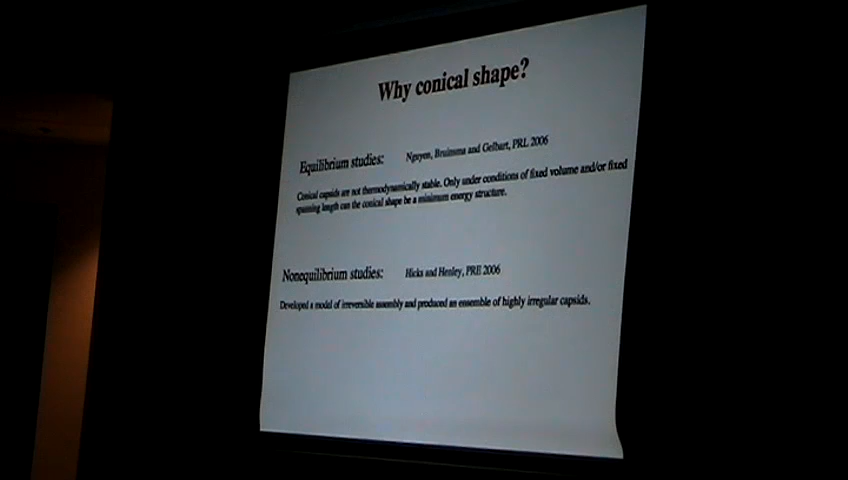 Why conical shape?
Equilibrium studies: Nguyen, Bruinsma and Gelbart, PRL 2006
Conical capsids are not thermodynamically stable. Only under conditions of fixed volume and/or fixed
spanning length can the conical shape be a minimum energy structure.
Nonequilibrium studies: Hicks and Henley, PRE 2006
Developed a model of irreversible assembly and produced an ensemble of highly irregular capsids.